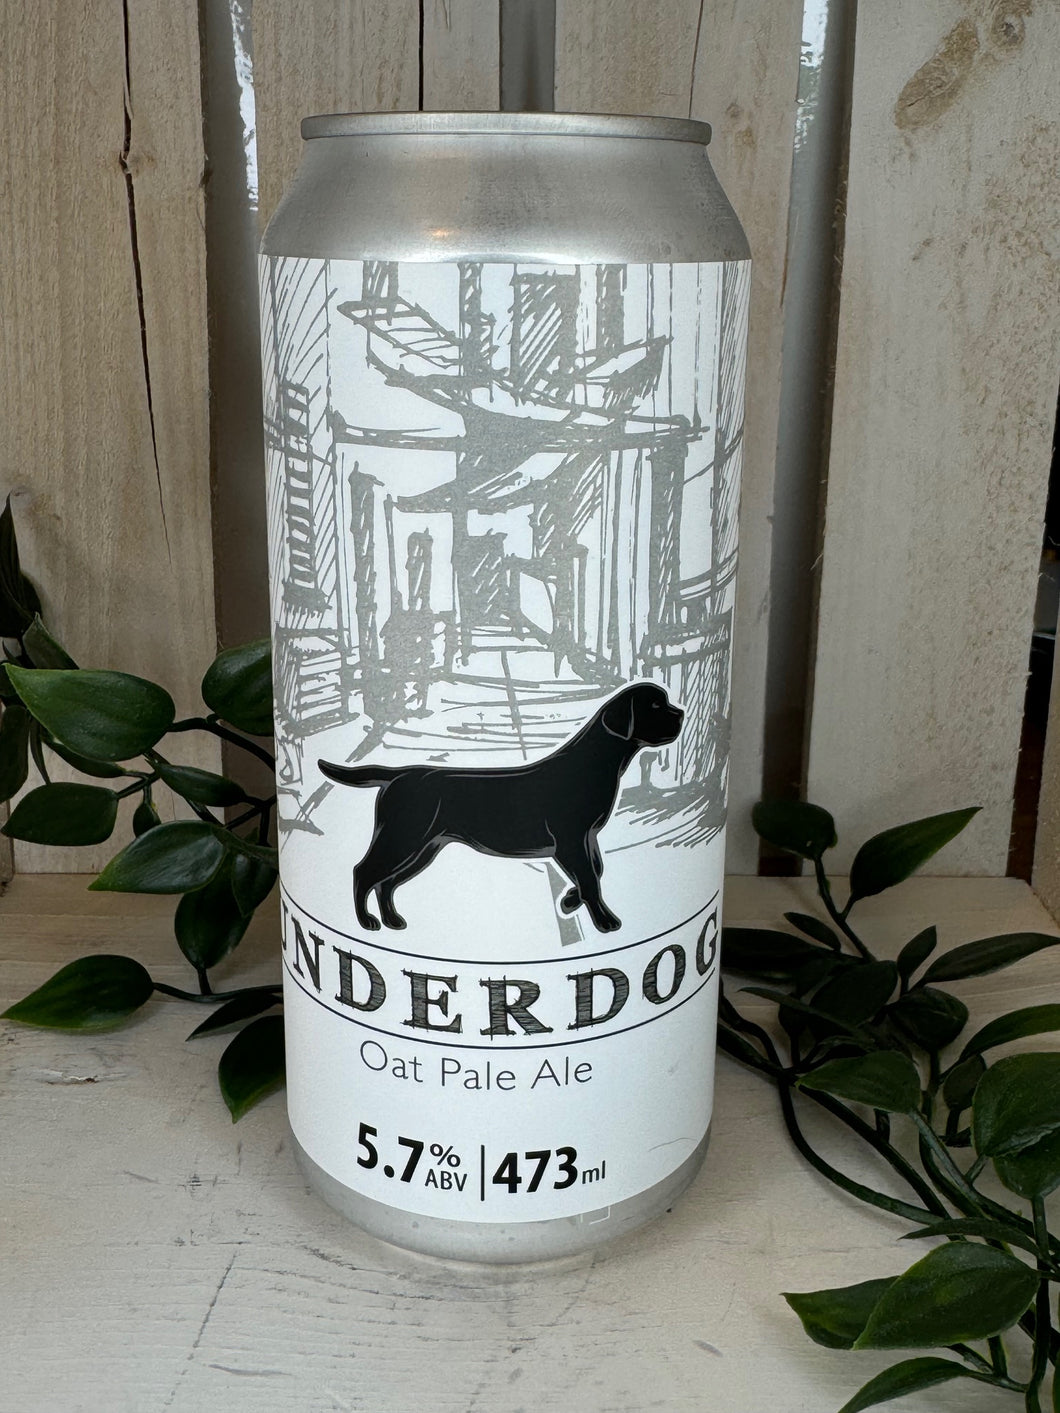 UNDERDOG
Oat Pale Ale
5.7% ABV | 473ml